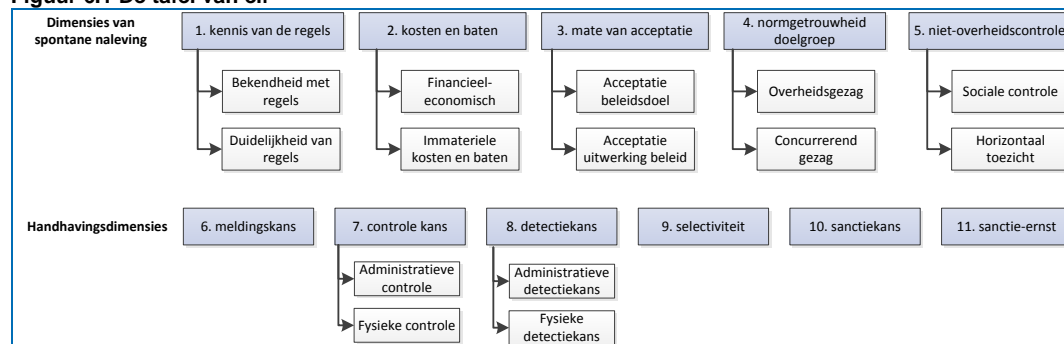 Figuur 3.1 De tafel van elf
Dimensies van
spontane naleving
1. kennis van de regels
2. kosten en baten
3. mate van acceptatie
4. normgetrouwheid
doelgroep
5. niet-overheidscontrole
Bekendheid met
regels
Financieel-
economisch
Acceptatie
beleidsdoel
Overheidsgezag
Sociale controle
Duidelijkheid van
regels
Immateriele
kosten en baten
Acceptatie
uitwerking beleid
Concurrerend
gezag
Horizontaal
toezicht
Handhavingsdimensies
6. meldingskans
7. controle kans
8. detectiekans
9. selectiviteit
10. sanctiekans
11. sanctie-ernst
Administratieve
controle
Administratieve
detectiekans
Fysieke controle
Fysieke
detectiekans